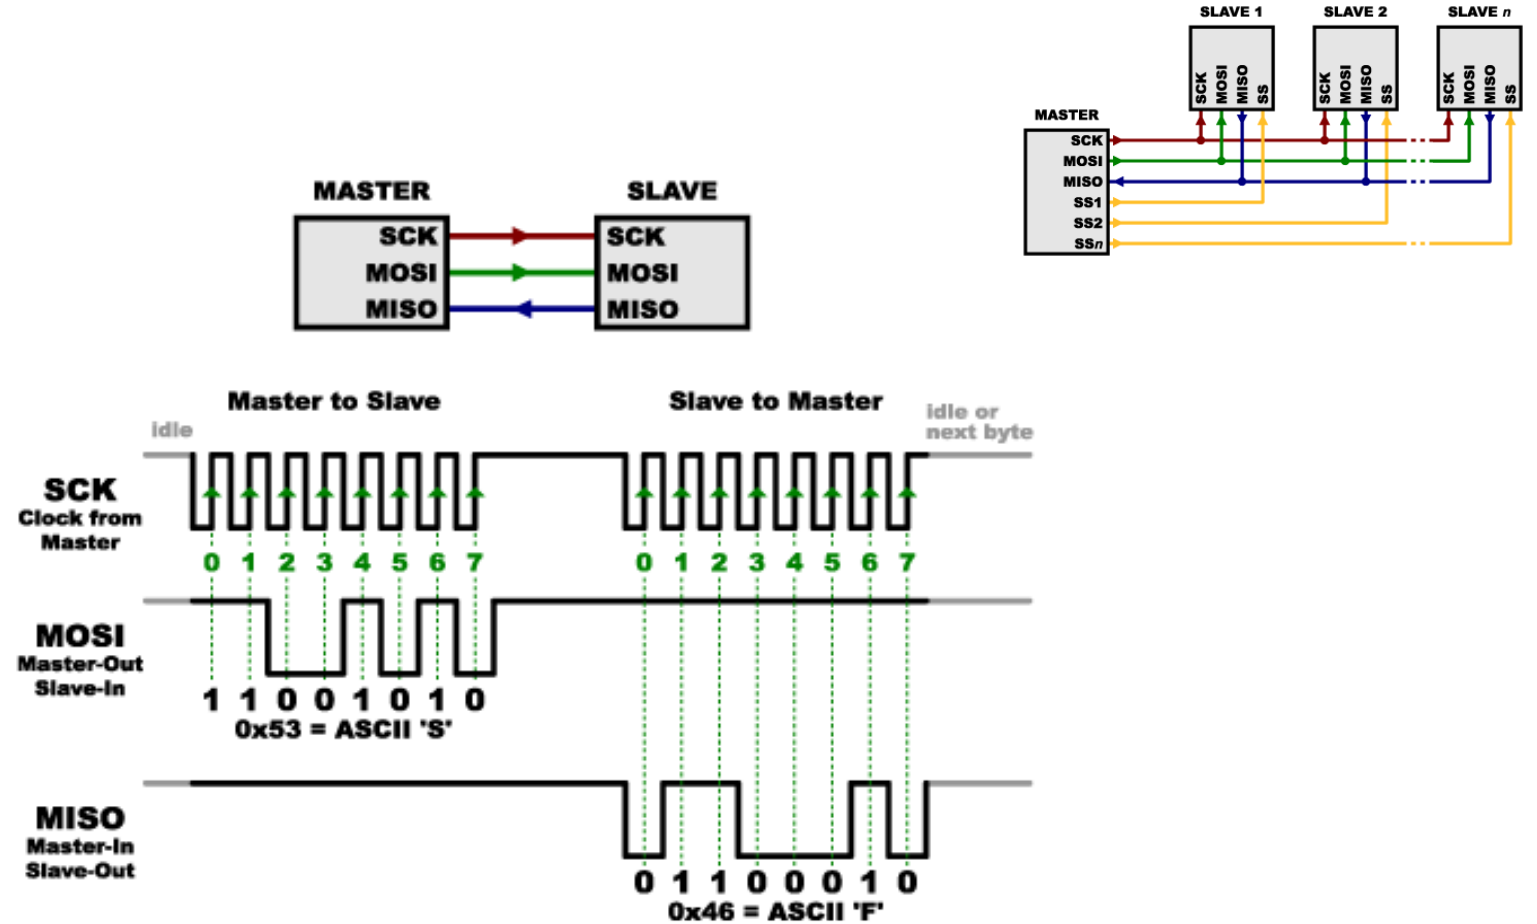 SLAVE 1
SLAVE 2
SLAVE n
SCK
MOSI
MISO
SS
SCK
MOSI
MISO
SS
SCK
MOSI
MISO
SS
MASTER
SCK
MOSI
MISO
SS1
SS2
SSn
MASTER
SLAVE
SCK
SCK
MOSI
MOSI
MISO
MISO
Master to Slave
Slave to Master
idle
idle or
next byte
SCK
Clock from
Master
0 1 2 3 4 5 6 7
0 1 2 3 4 5 6 7
MOSI
Master-Out
Slave-In
1 1 0 0 1 0 1 0
0x53 = ASCII 'S'
MISO
Master-In
Slave-Out
0 1 1 0 0 0 1 0
0x46 = ASCII 'F'